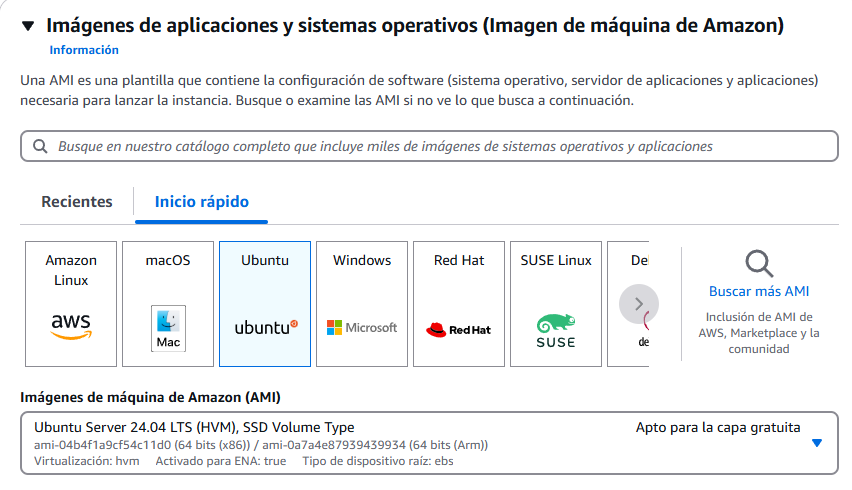 Imágenes de aplicaciones y sistemas operativos (Imagen de máquina de Amazon)
Información
Una AMI es una plantilla que contiene la configuración de software (sistema operativo, servidor de aplicaciones y aplicaciones)
necesaria para lanzar la instancia. Busque o examine las AMI si no ve lo que busca a continuación.
Busque en nuestro catálogo completo que incluye miles de imágenes de sistemas operativos y aplicaciones
Recientes
Inicio rápido
Amazon
Linux
aws
macOS
Mac
Ubuntu
ubuntu
Windows
Microsoft
Red Hat
Red Hat
SUSE Linux
SUSE
De
de
Buscar más AMI
Inclusión de AMI de
AWS, Marketplace y la
comunidad
Imágenes de máquina de Amazon (AMI)
Ubuntu Server 24.04 LTS (HVM), SSD Volume Type
Apto para la capa gratuita
ami-04b4f1a9cf54c11d0 (64 bits (x86)) / ami-0a7a4e87939439934 (64 bits (Arm))
Virtualización: hvm Activado para ENA: true Tipo de dispositivo raíz: ebs